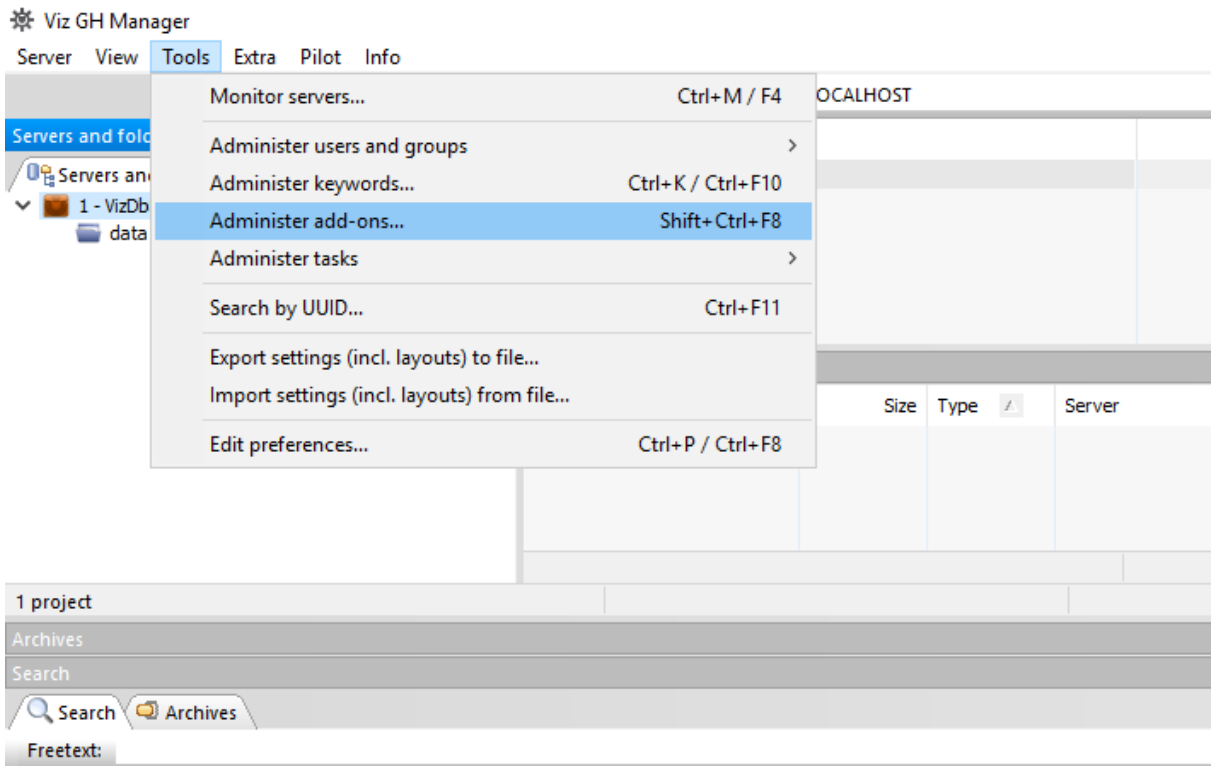 Viz GH Manager
Server View Tools Extra Pilot Info
Monitor servers... Ctrl+M / F4 OCALHOST
Servers and fold
Administer users and groups
Servers an
Administer keywords... Ctrl+K / Ctrl+F10
1 - VizDb
Administer add-ons... Shift+Ctrl+F8
data
Administer tasks
Search by UUID... Ctrl+F11
Export settings (incl. layouts) to file...
Import settings (incl. layouts) from file...
Size Type Server
Edit preferences... Ctrl+P / Ctrl+F8
1 project
Archives
Search
Search Archives
Freetext: